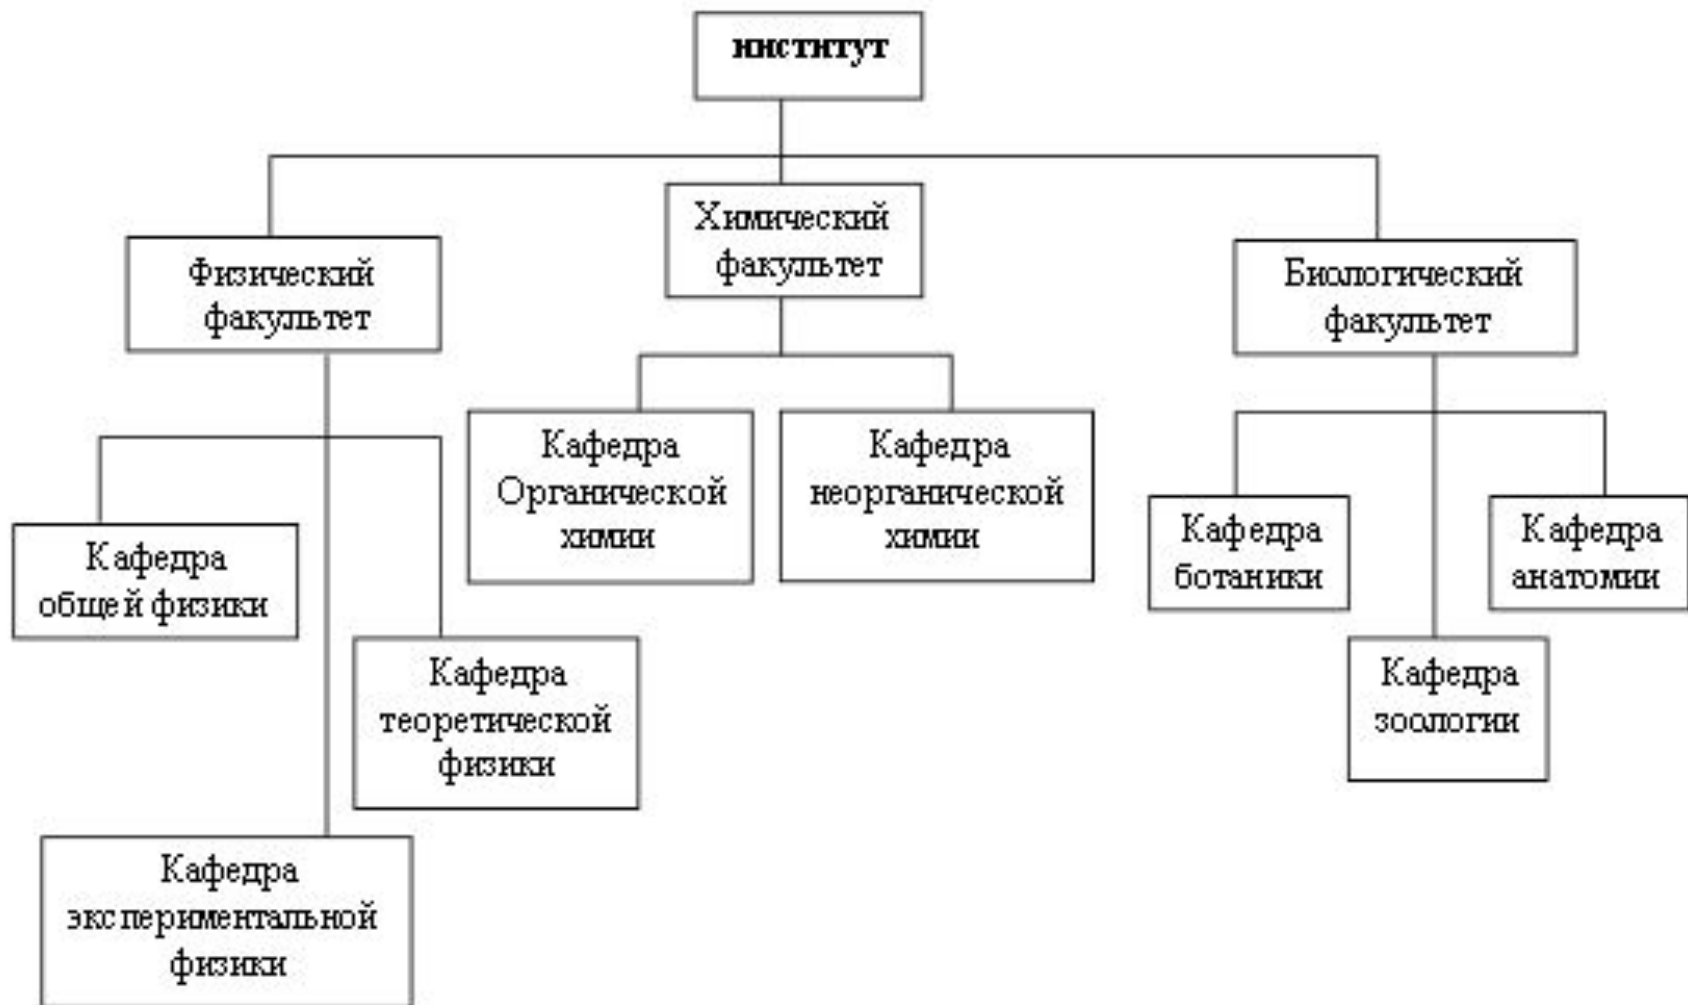 институт
Химический
факультет
Физический
факультет
Биологический
факультет
Кафедра
Органической
химии
Кафедра
неорганической
химии
Кафедра
ботаники
Кафедра
анатомии
Кафедра
общей физики
Кафедра
теоретической
физики
Кафедра
зоологии
Кафедра
экспериментальной
физики